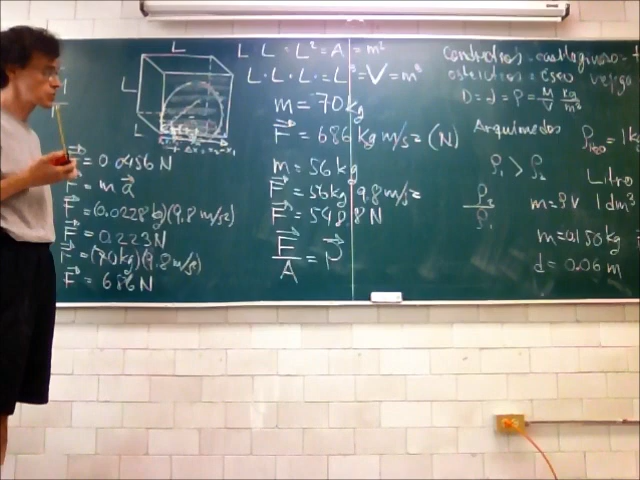 L
L
L
F = 0.0456 N
F = m a
F = (0.0228 kg)(9.8 m/s²)
F = 0.223 N
F = (70 kg)(9.8 m/s²)
F = 686 N
L · L = L² = A = m²
L · L · L = L³ = V = m³
m = 70 kg
F = 686 kg m/s² (N)
m = 56 kg
F = 56 kg 9.8 m/s²
F = 548.8 N
F/A = P
D = d = ρ = M/V kg/m³
Arquimedes
ρ₁ > ρ₂
Litro
m = ρ V 1 dm³
m = 0.150 kg
d = 0.06 m